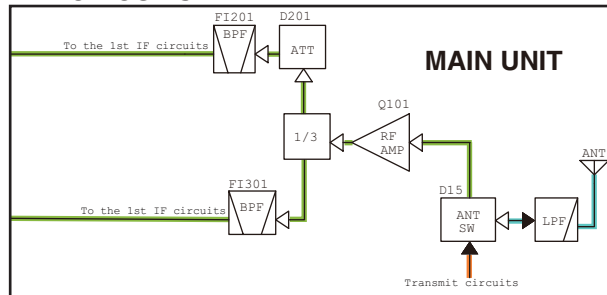 FI201
D201
BPF
ATT
To the 1st IF circuits
MAIN UNIT
Q101
1/3
RF
AMP
ANT
FI301
D15
BPF
To the 1st IF circuits
ANT
SW
LPF
Transmit circuits